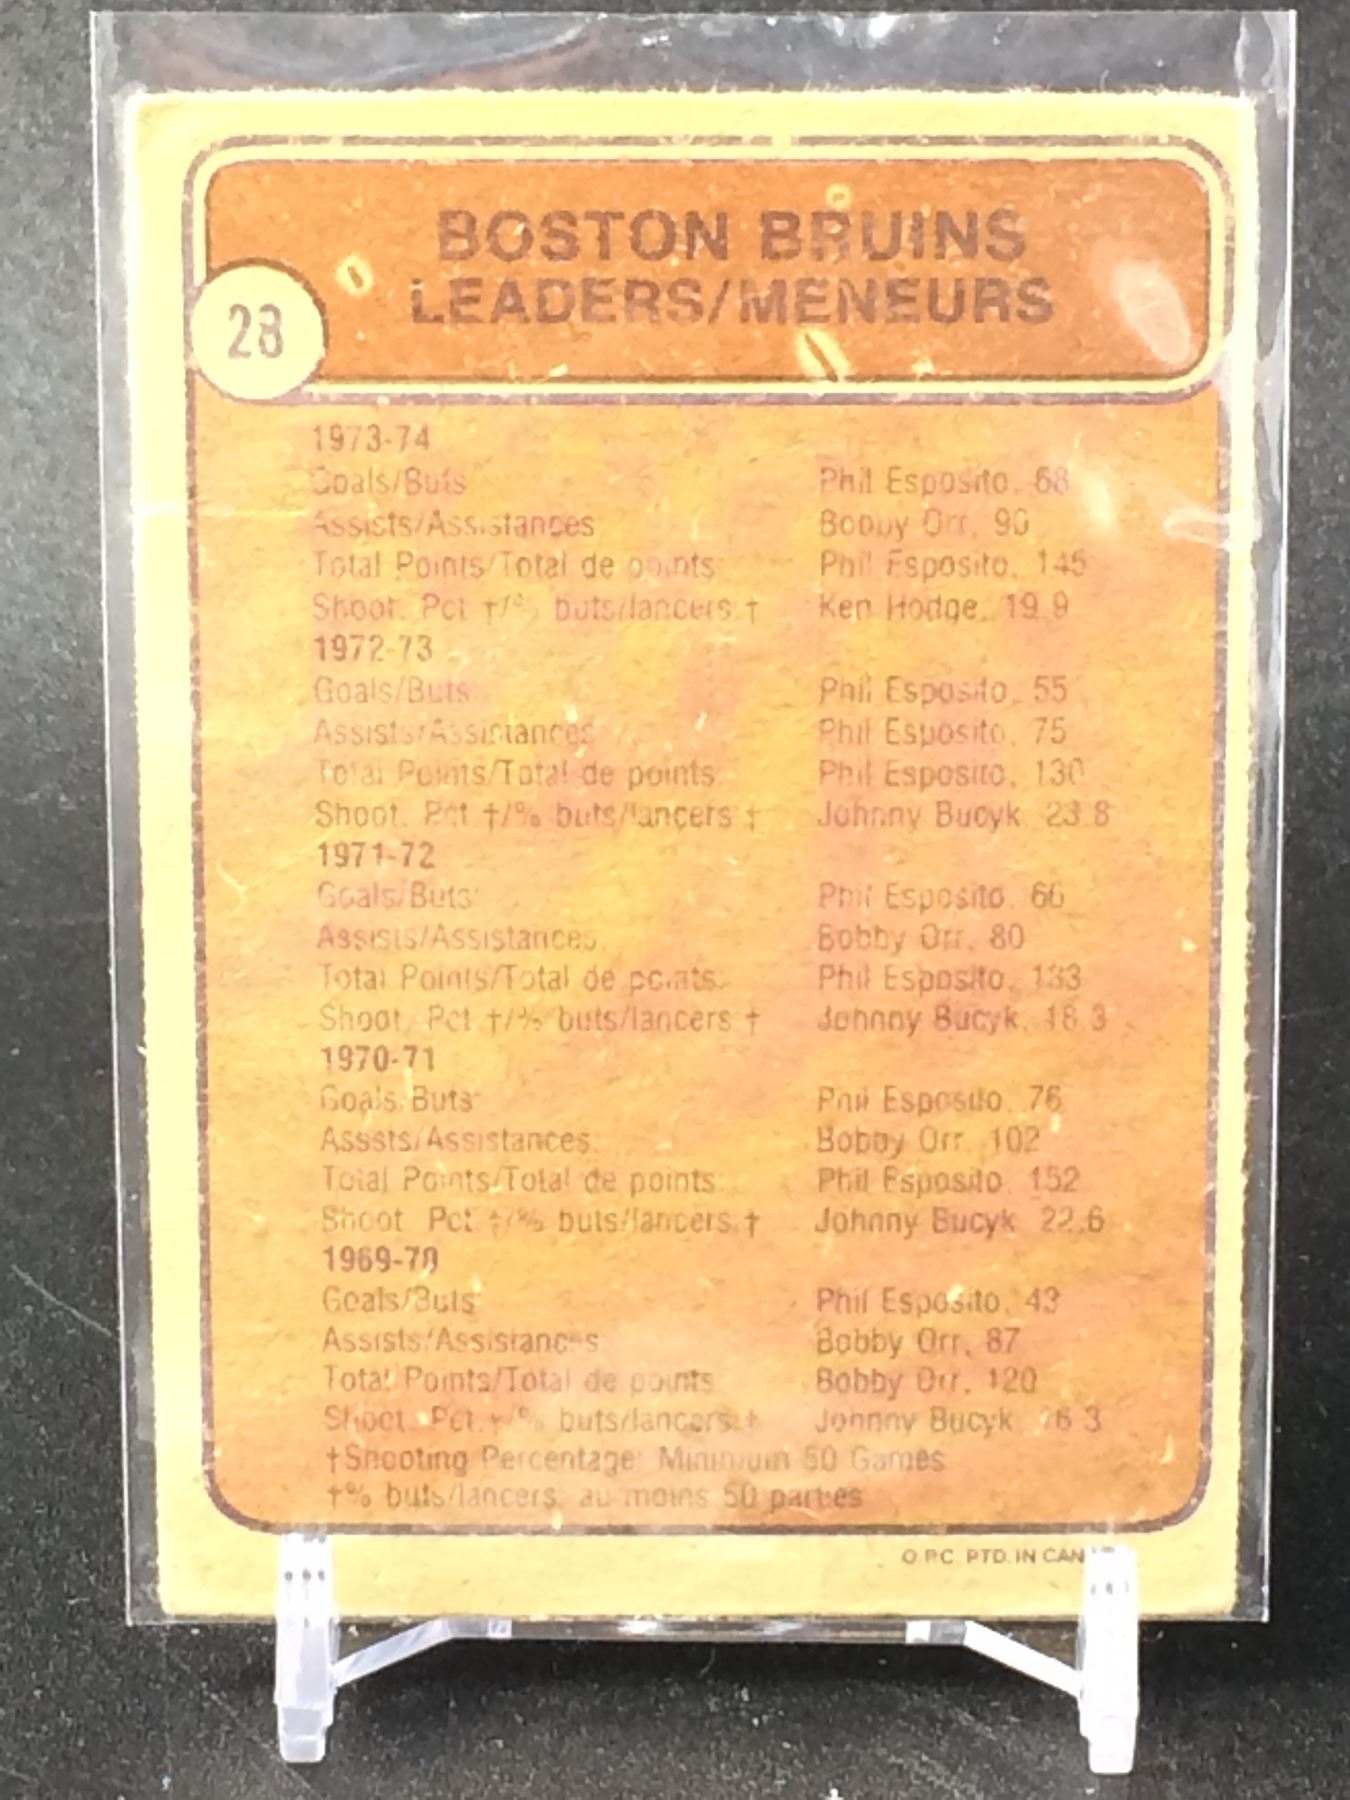 BOSTON BRUINS
LEADERS/MENEURS
28
1973-74
Goals/Buts Phil Esposito, 68
Assists/Assistances Bobby Orr, 90
Total Points/Total de points Phil Esposito, 145
Shoot. Pct †/% buts/lancers † Ken Hodge, 19.9
1972-73
Goals/Buts Phil Esposito, 55
Assists/Assistances Phil Esposito, 75
Total Points/Total de points Phil Esposito, 130
Shoot. Pct †/% buts/lancers † Johnny Bucyk 23.8
1971-72
Goals/Buts Phil Esposito, 66
Assists/Assistances Bobby Orr, 80
Total Points/Total de points Phil Esposito, 133
Shoot. Pct †/% buts/lancers † Johnny Bucyk, 18.3
1970-71
Goals/Buts Phil Esposito, 76
Asssts/Assistances Bobby Orr, 102
Total Points/Total de points Phil Esposito, 152
Shoot. Pct †/% buts/lancers † Johnny Bucyk 22.6
1969-70
Goals/Buts Phil Esposito, 43
Assists/Assistances Bobby Orr, 87
Total Points/Total de points Bobby Orr, 120
Shoot. Pct †/% buts/lancers † Johnny Bucyk
†Shooting Percentage: Minimum 50 Games
†% buts/lancers, au moins 50 parties
O.P.C. PTD. IN